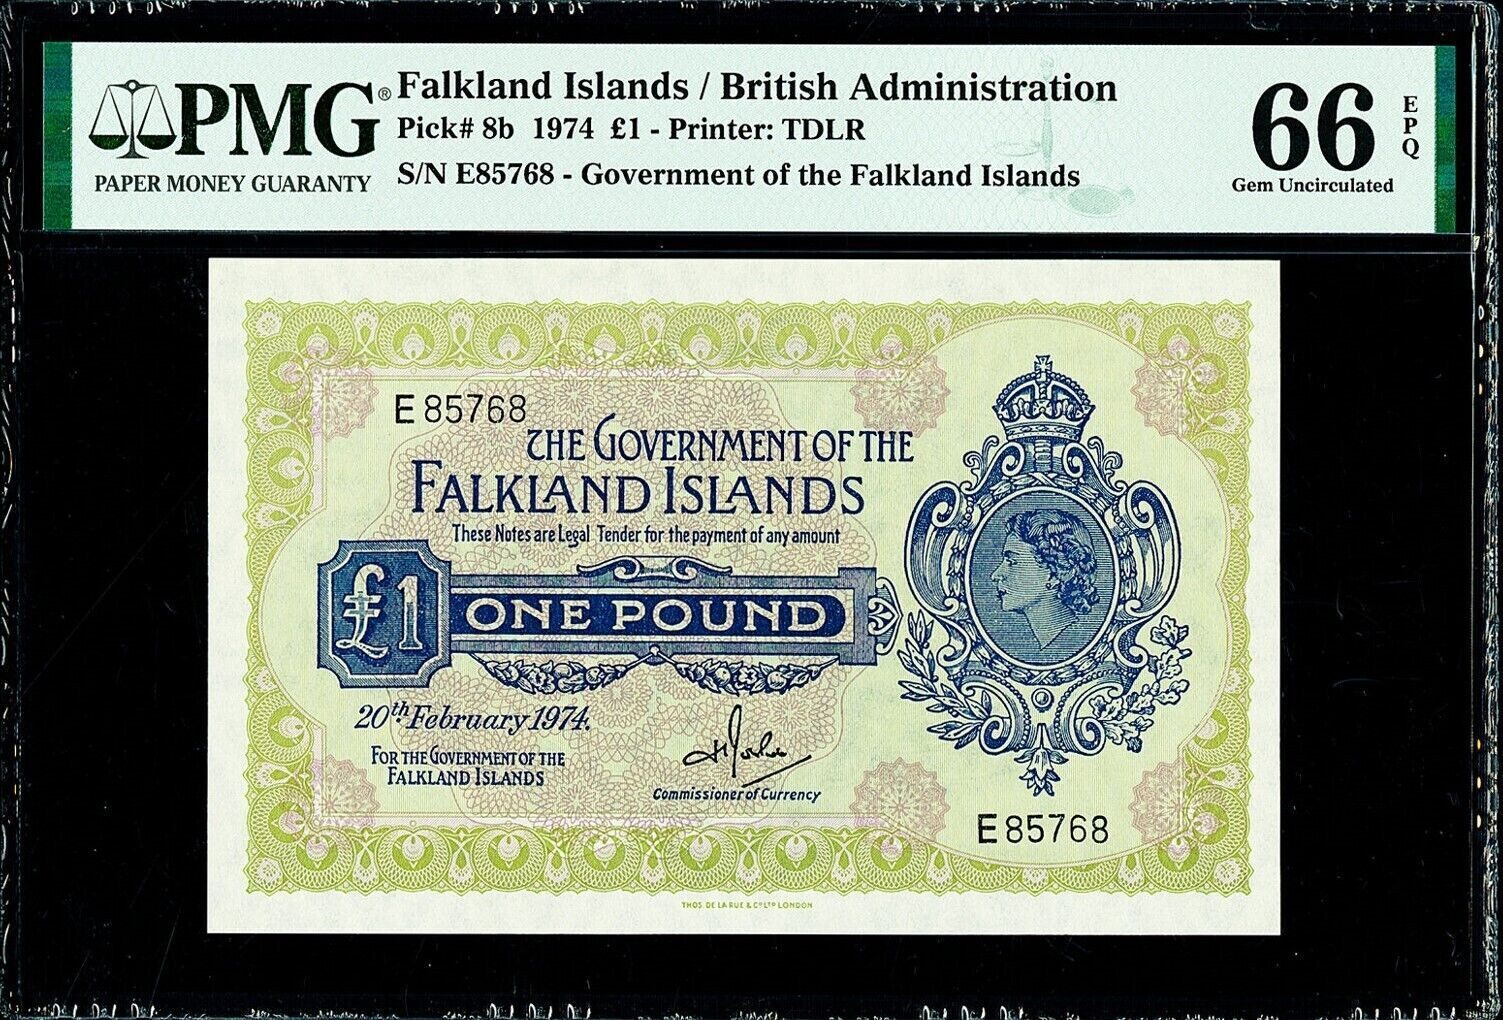 PMG®
PAPER MONEY GUARANTY
Falkland Islands / British Administration
Pick# 8b 1974 £1 - Printer: TDLR
S/N E85768 - Government of the Falkland Islands
66 EPQ
Gem Uncirculated
E 85768
THE GOVERNMENT OF THE
FALKLAND ISLANDS
These Notes are Legal Tender for the payment of any amount
£1
ONE POUND
20th February 1974.
FOR THE GOVERNMENT OF THE
FALKLAND ISLANDS
Commissioner of Currency
E 85768
THOS. DE LA RUE & CO LTD LONDON